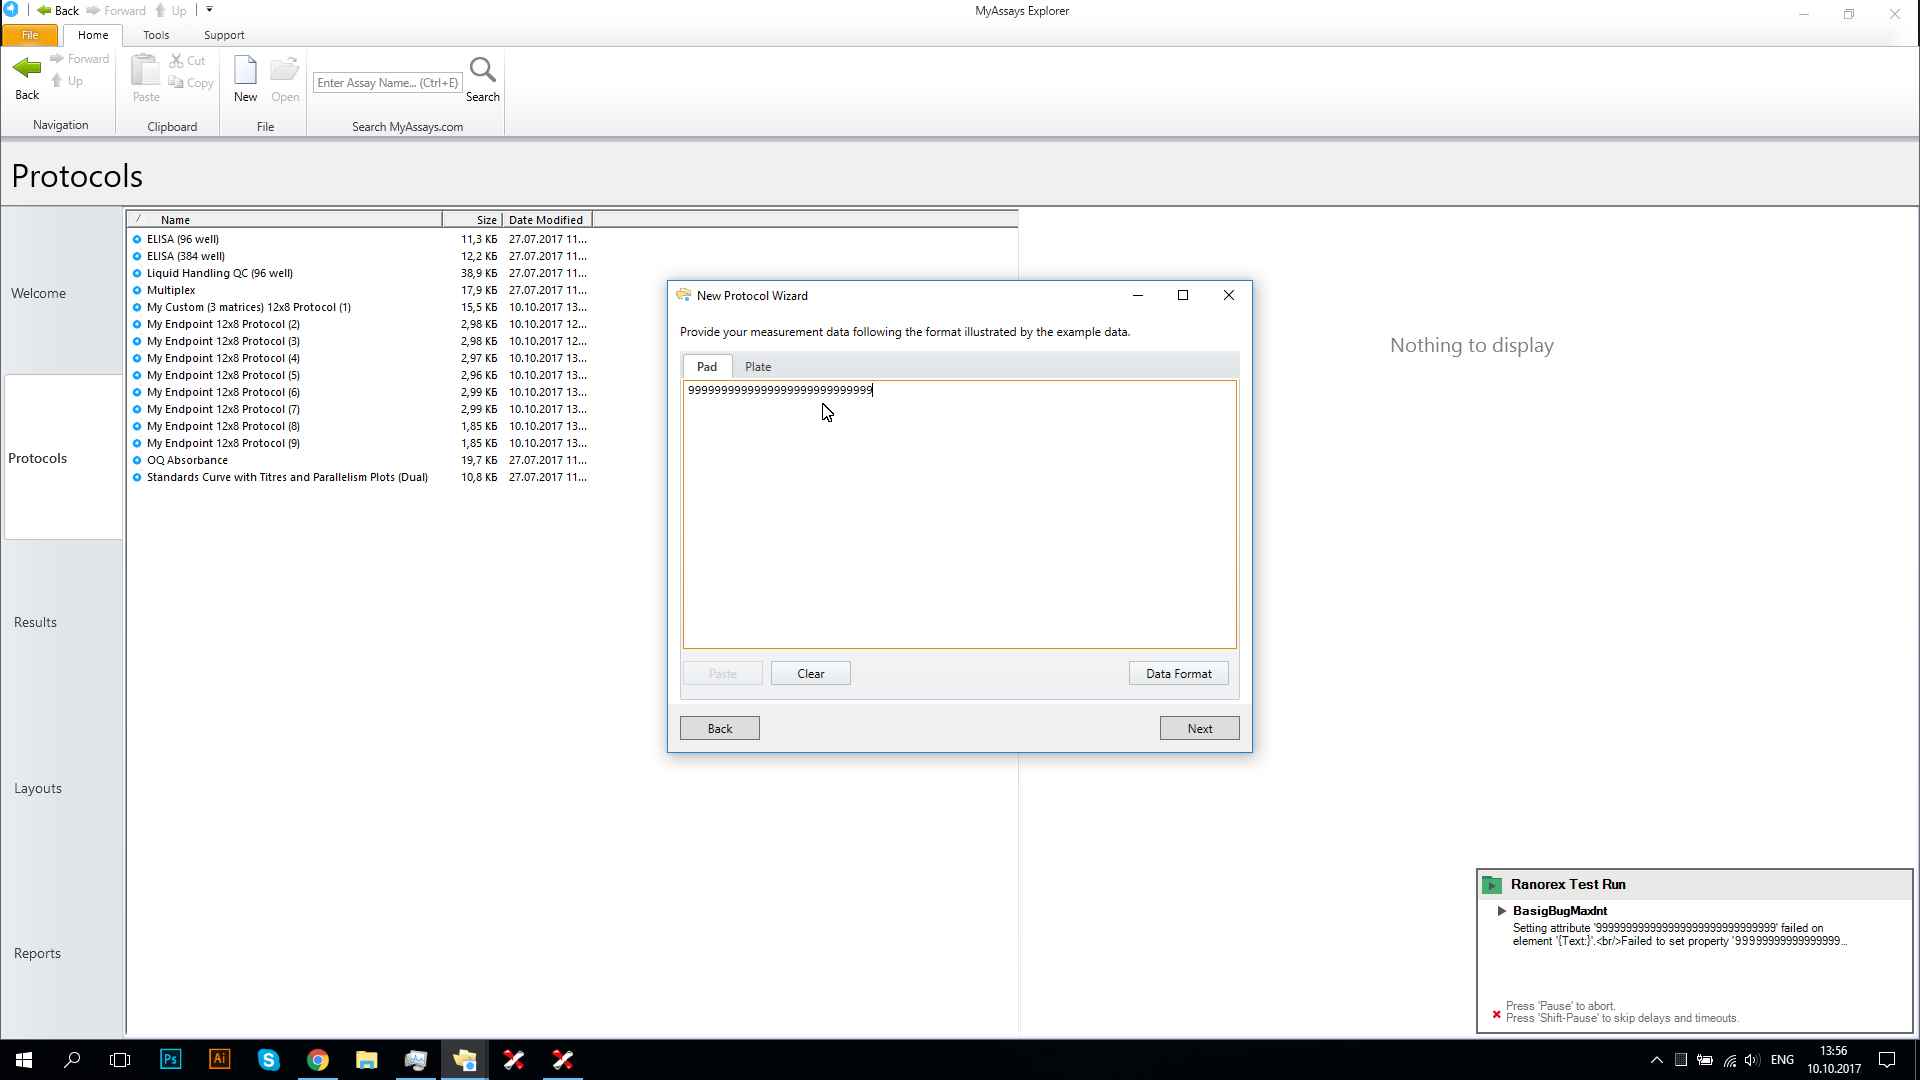 Back Forward Up
MyAssays Explorer
File Home Tools Support
Back
Forward
Up
Navigation
Paste
Cut
Copy
Clipboard
New
Open
File
Enter Assay Name... (Ctrl+E)
Search
Search MyAssays.com
Protocols
Welcome
Protocols
Results
Layouts
Reports
Name Size Date Modified
ELISA (96 well) 11,3 КБ 27.07.2017 11...
ELISA (384 well) 12,2 КБ 27.07.2017 11...
Liquid Handling QC (96 well) 38,9 КБ 27.07.2017 11...
Multiplex 17,9 КБ 27.07.2017 11...
My Custom (3 matrices) 12x8 Protocol (1) 15,5 КБ 10.10.2017 13...
My Endpoint 12x8 Protocol (2) 2,98 КБ 10.10.2017 12...
My Endpoint 12x8 Protocol (3) 2,98 КБ 10.10.2017 12...
My Endpoint 12x8 Protocol (4) 2,97 КБ 10.10.2017 13...
My Endpoint 12x8 Protocol (5) 2,96 КБ 10.10.2017 13...
My Endpoint 12x8 Protocol (6) 2,99 КБ 10.10.2017 13...
My Endpoint 12x8 Protocol (7) 2,99 КБ 10.10.2017 13...
My Endpoint 12x8 Protocol (8) 1,85 КБ 10.10.2017 13...
My Endpoint 12x8 Protocol (9) 1,85 КБ 10.10.2017 13...
OQ Absorbance 19,7 КБ 27.07.2017 11...
Standards Curve with Titres and Parallelism Plots (Dual) 10,8 КБ 27.07.2017 11...
New Protocol Wizard
Provide your measurement data following the format illustrated by the example data.
Pad Plate
Paste Clear Data Format
Back Next
Nothing to display
Ranorex Test Run
BasigBugMaxInt
Setting attribute '999999999999999999999999999999' failed on
element '{Text:}'.<br/>Failed to set property '99999999999999...
Press 'Pause' to abort.
Press 'Shift-Pause' to skip delays and timeouts.
Ps Ai
ENG
13:56
10.10.2017